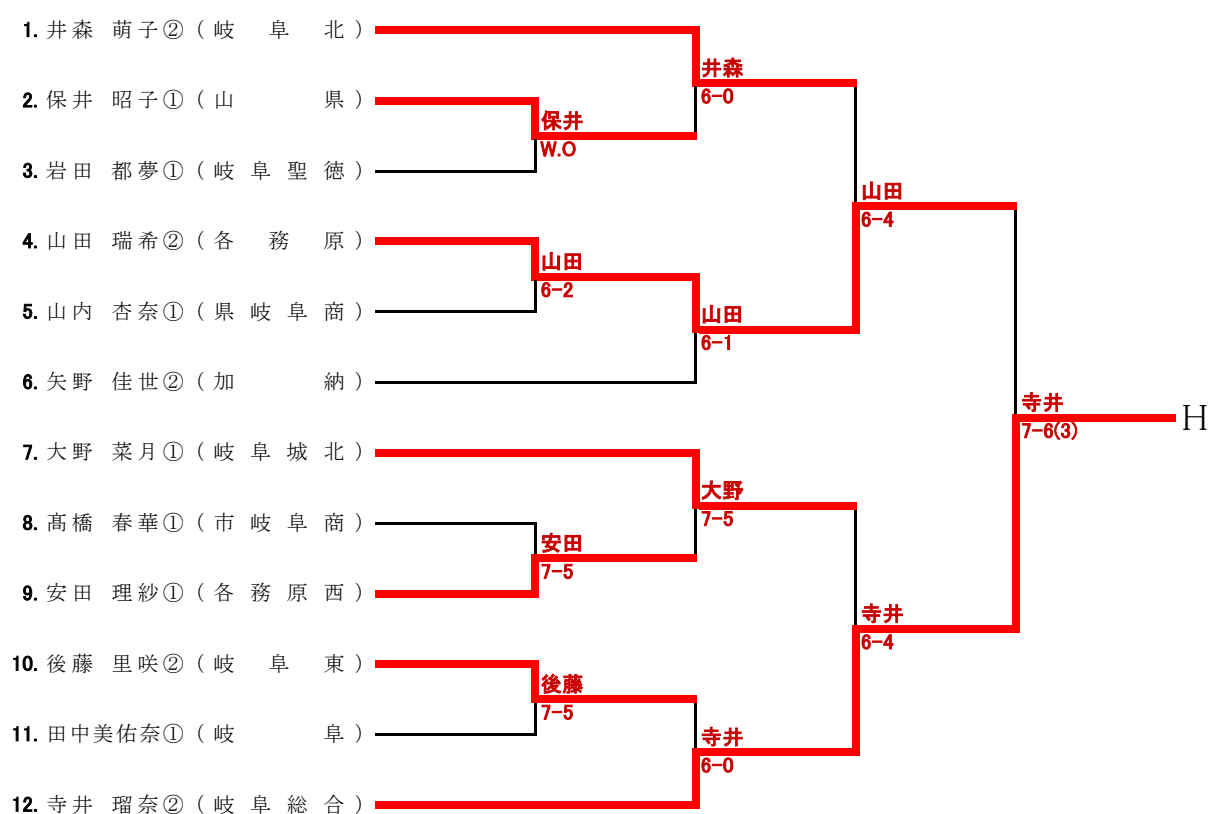 1. 井森 萌子②（岐阜北）
井森
6-0
2. 保井 昭子①（山県）
保井
W.O
3. 岩田 都夢①（岐阜聖徳）
山田
6-4
4. 山田 瑞希②（各務原）
山田
6-2
5. 山内 杏奈①（県岐阜商）
山田
6-1
6. 矢野 佳世②（加納）
寺井
7-6(3)
H
7. 大野 菜月①（岐阜城北）
大野
7-5
8. 髙橋 春華①（市岐阜商）
安田
7-5
9. 安田 理紗①（各務原西）
寺井
6-4
10. 後藤 里咲②（岐阜東）
後藤
7-5
11. 田中美佑奈①（岐阜）
寺井
6-0
12. 寺井 瑠奈②（岐阜総合）